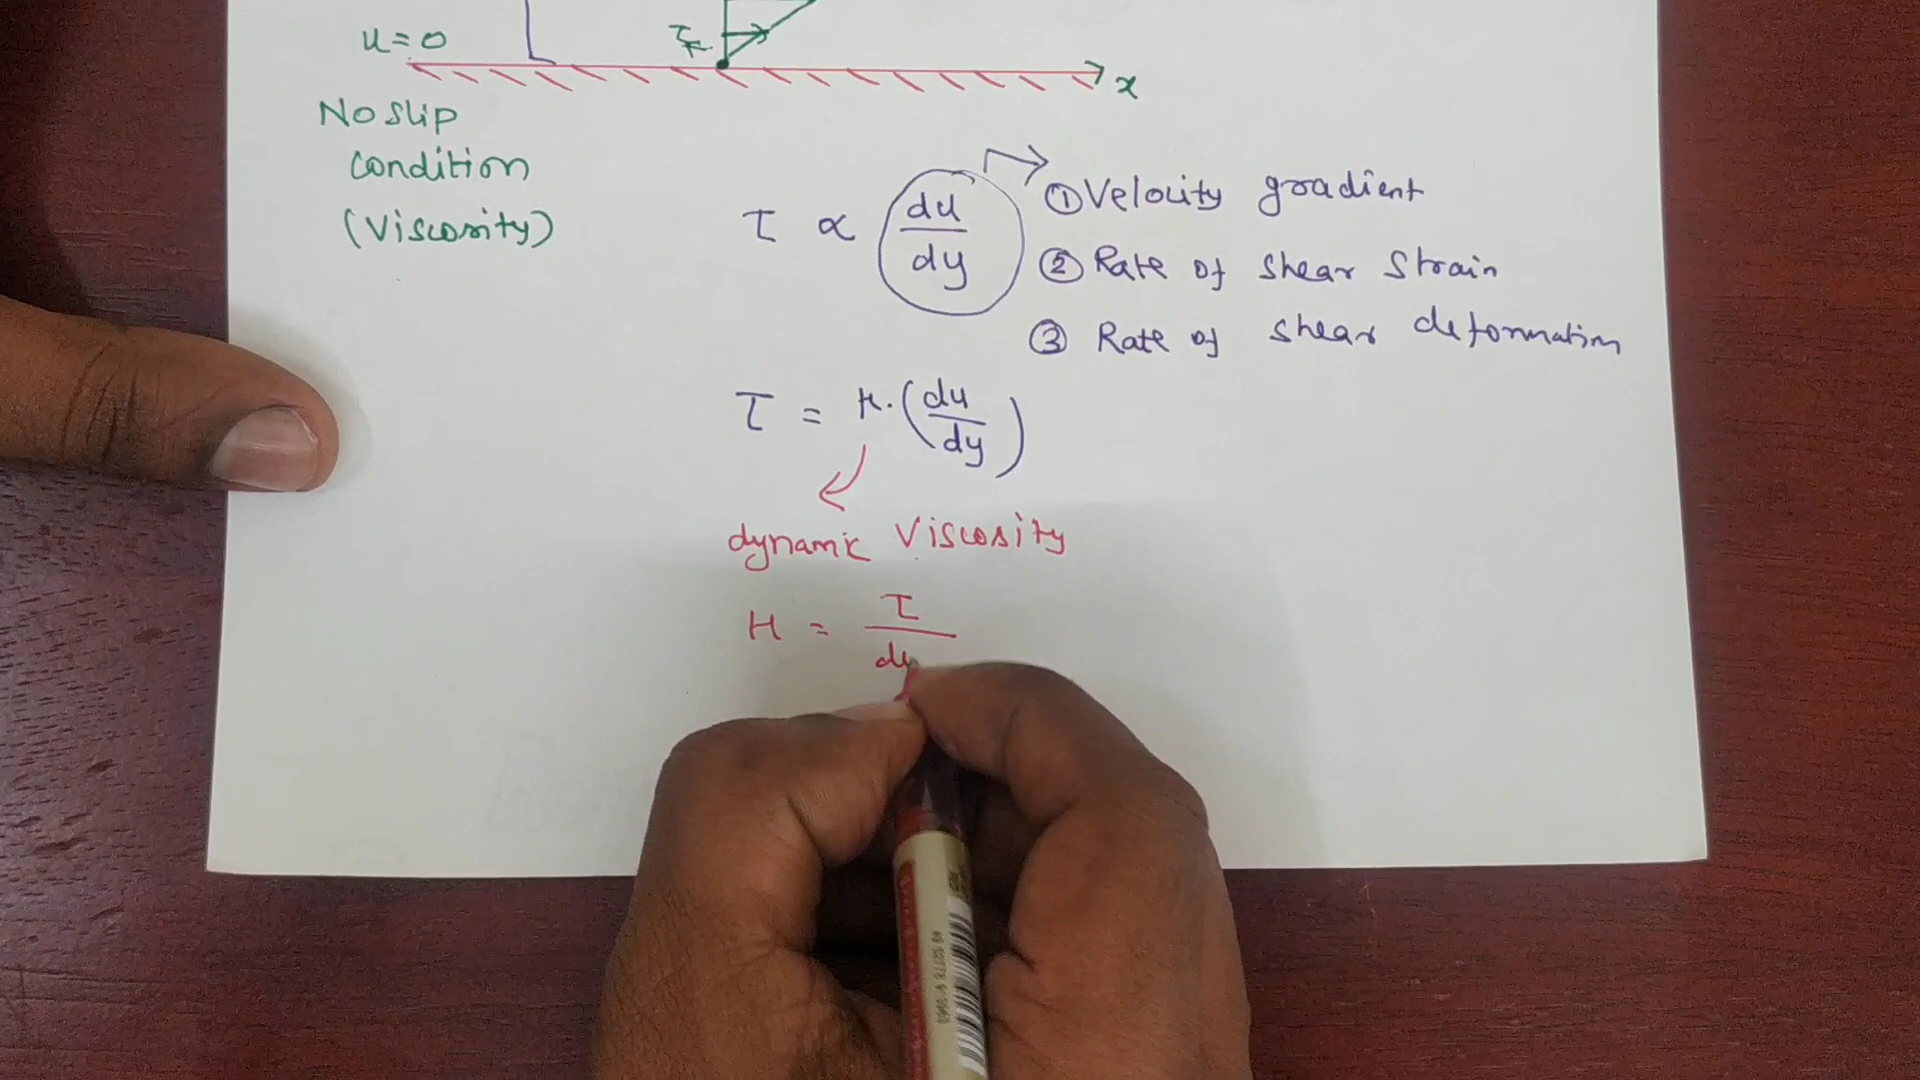 u=0
τ
x
No slip
condition
(Viscosity)
τ ∝ du/dy
① Velocity gradient
② Rate of shear strain
③ Rate of shear deformation
τ = μ.(du/dy)
dynamic Viscosity
μ = τ/du